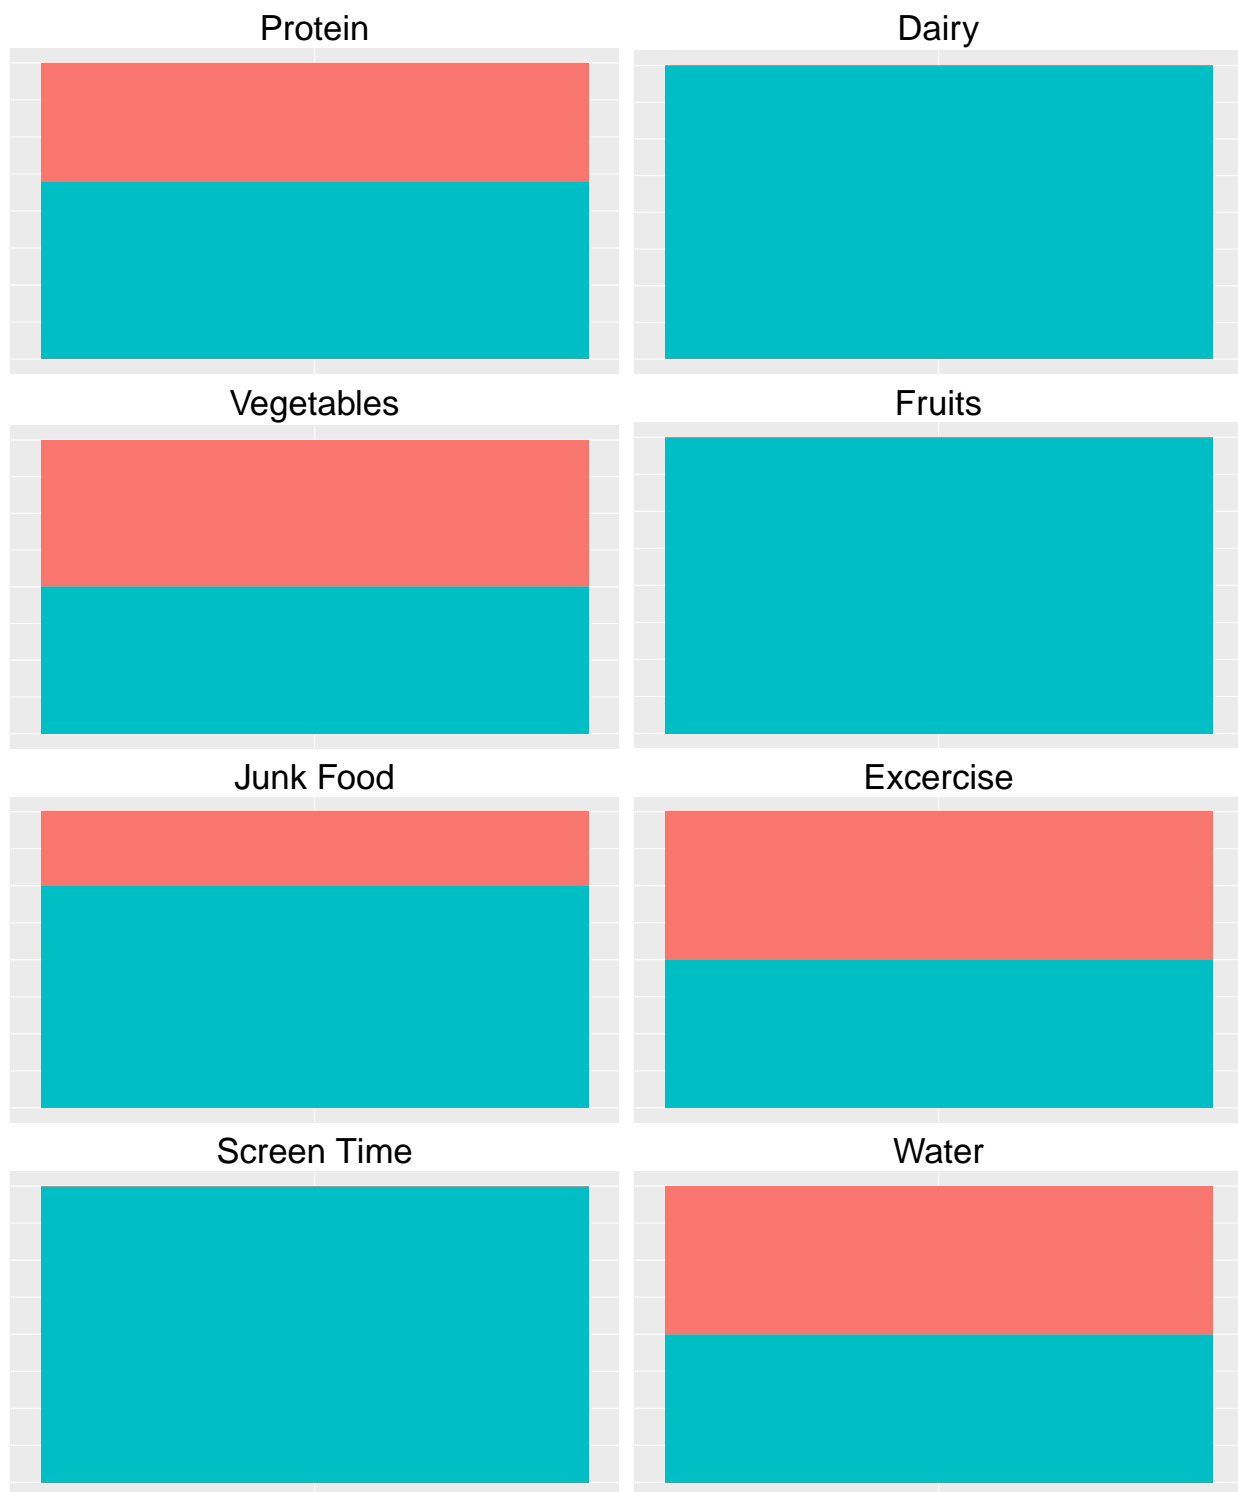 Protein
Dairy
Vegetables
Fruits
Junk Food
Excercise
Screen Time
Water